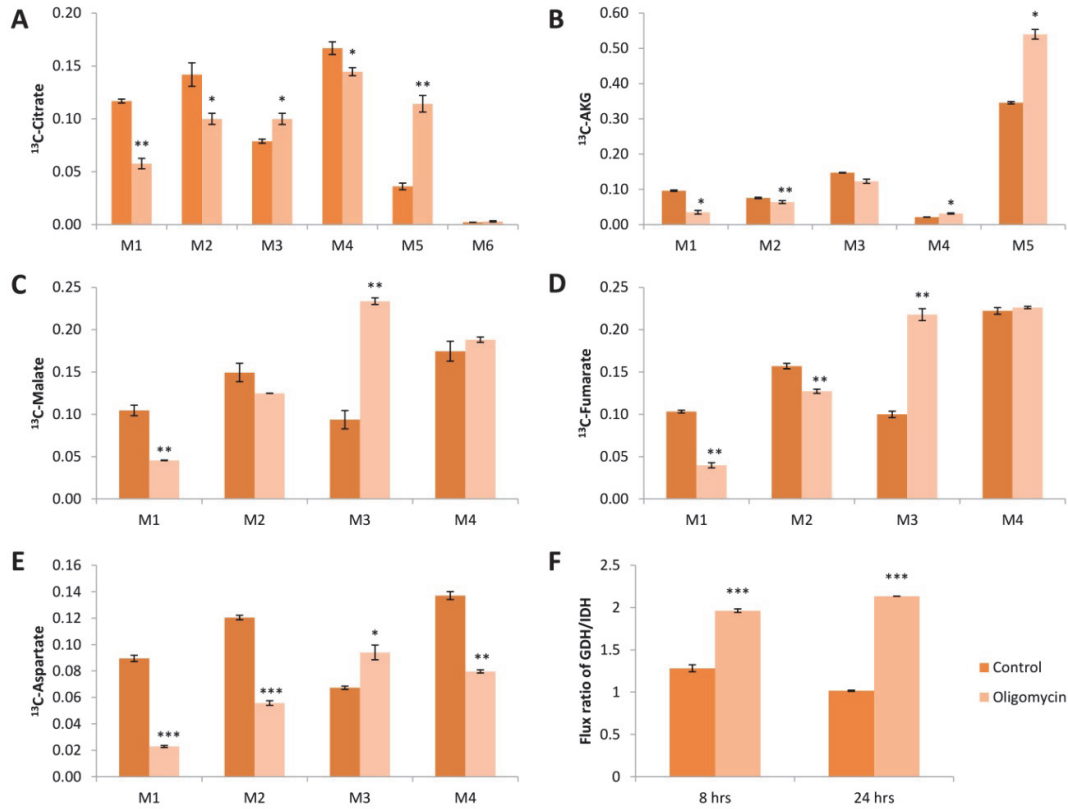 A
¹³C-Citrate
0.20
0.15
0.10
0.05
0.00
**
*
*
*
**
M1 M2 M3 M4 M5 M6
B
¹³C-AKG
0.60
0.50
0.40
0.30
0.20
0.10
0.00
*
**
*
*
M1 M2 M3 M4 M5
C
¹³C-Malate
0.25
0.20
0.15
0.10
0.05
0.00
**
**
M1 M2 M3 M4
D
¹³C-Fumarate
0.25
0.20
0.15
0.10
0.05
0.00
**
**
**
M1 M2 M3 M4
E
¹³C-Aspartate
0.16
0.14
0.12
0.10
0.08
0.06
0.04
0.02
0.00
***
***
*
**
M1 M2 M3 M4
F
Flux ratio of GDH/IDH
2.5
2
1.5
1
0.5
0
***
***
8 hrs 24 hrs
Control
Oligomycin